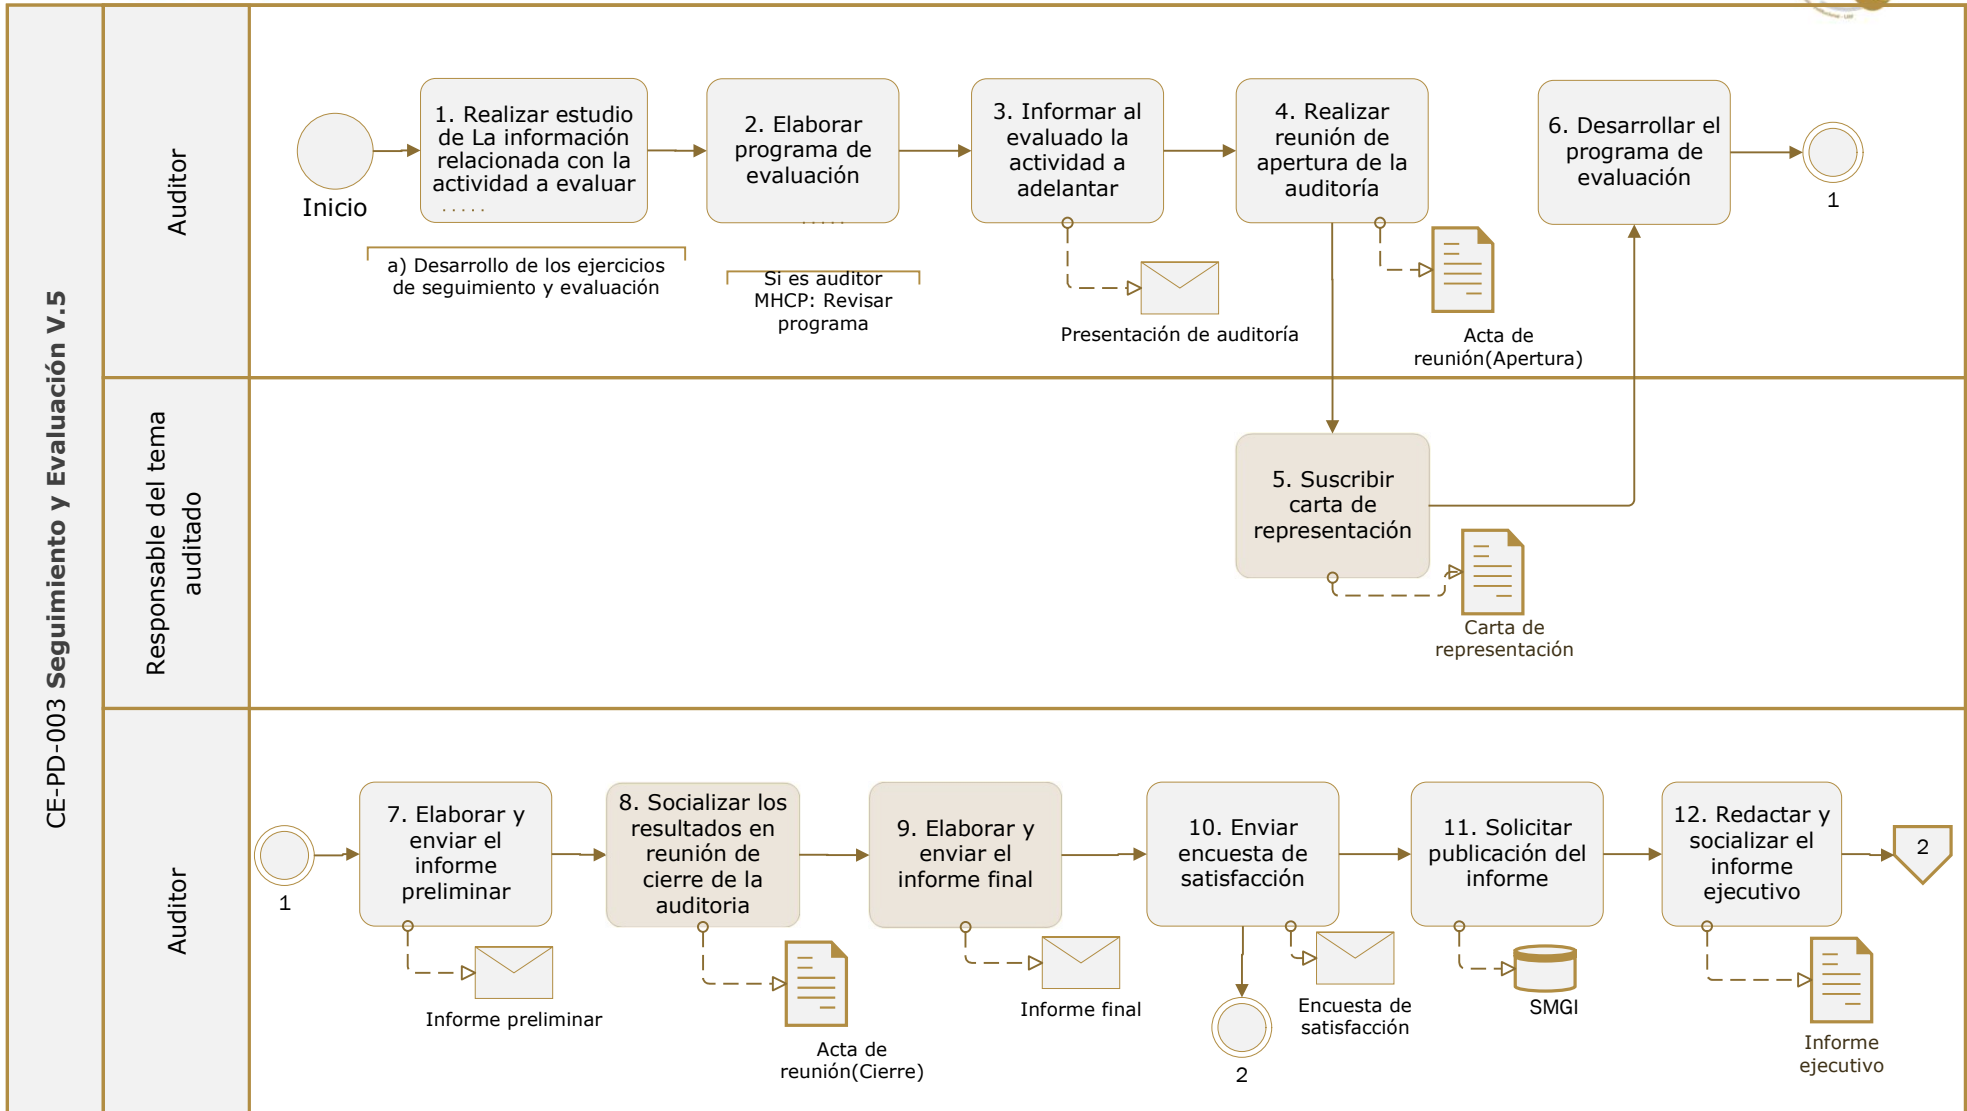 CE-PD-003 Seguimiento y Evaluación V.5
Auditor
Inicio
1. Realizar estudio
de La información
relacionada con la
actividad a evaluar
.....
a) Desarrollo de los ejercicios
de seguimiento y evaluación
2. Elaborar
programa de
evaluación
.....
Si es auditor
MHCP: Revisar
programa
3. Informar al
evaluado la
actividad a
adelantar
Presentación de auditoría
4. Realizar
reunión de
apertura de la
auditoría
Acta de
reunión(Apertura)
6. Desarrollar el
programa de
evaluación
1
Responsable del tema
auditado
5. Suscribir
carta de
representación
Carta de
representación
Auditor
1
7. Elaborar y
enviar el
informe
preliminar
Informe preliminar
8. Socializar los
resultados en
reunión de
cierre de la
auditoria
Acta de
reunión(Cierre)
9. Elaborar y
enviar el
informe final
Informe final
10. Enviar
encuesta de
satisfacción
Encuesta de
satisfacción
2
11. Solicitar
publicación del
informe
SMGI
12. Redactar y
socializar el
informe
ejecutivo
Informe
ejecutivo
2